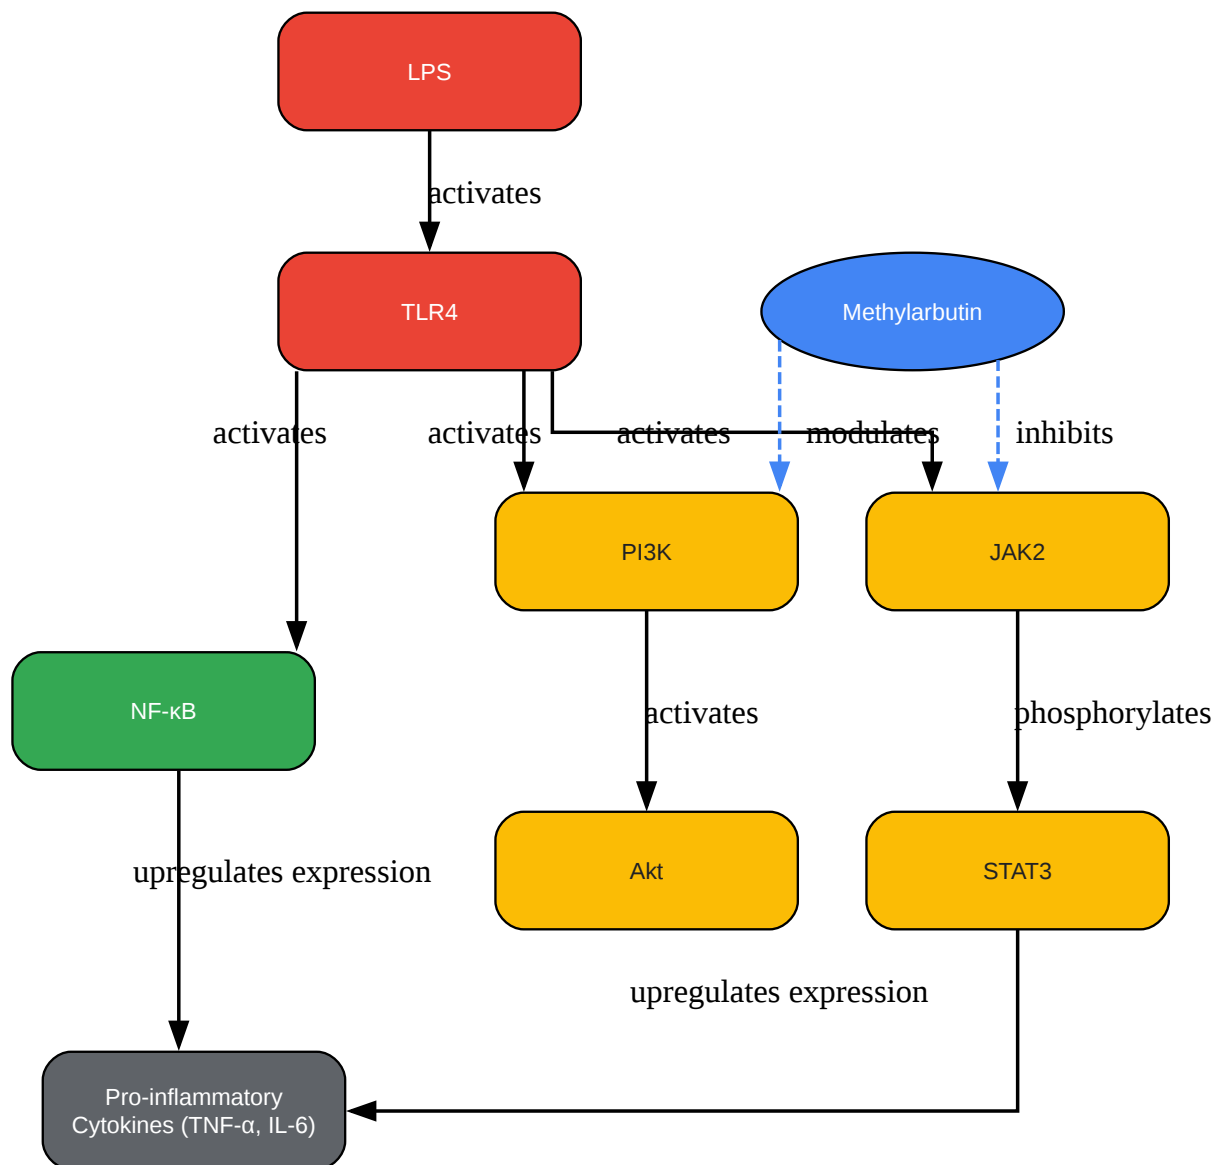 LPS
activates
TLR4
Methylarbutin
activates
activates
activates
modulates
inhibits
PI3K
JAK2
NF-κB
activates
phosphorylates
upregulates expression
Akt
STAT3
upregulates expression
Pro-inflammatory
Cytokines (TNF-α, IL-6)